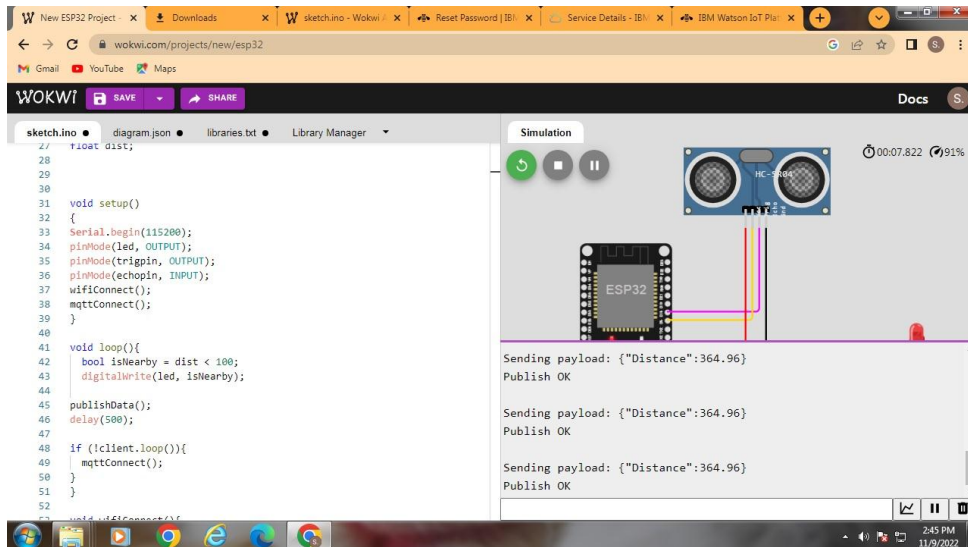 New ESP32 Project -
Downloads
sketch.ino - Wokwi A
Reset Password | IBM
Service Details - IBM
IBM Watson IoT Plat
wokwi.com/projects/new/esp32
S.
Gmail
YouTube
Maps
WOKWI
SAVE
SHARE
Docs
S.
sketch.ino
diagram.json
libraries.txt
Library Manager
27 float dist;
28
29
30
31 void setup()
32 {
33 Serial.begin(115200);
34 pinMode(led, OUTPUT);
35 pinMode(trigpin, OUTPUT);
36 pinMode(echopin, INPUT);
37 wifiConnect();
38 mqttConnect();
39 }
40
41 void loop(){
42 bool isNearby = dist < 100;
43 digitalWrite(led, isNearby);
44
45 publishData();
46 delay(500);
47
48 if (!client.loop()){
49 mqttConnect();
50 }
51 }
52
53 void wifiConnect(){
Simulation
00:07.822
91%
HC-SR04
Echo
Gnd
ESP32
Sending payload: {"Distance":364.96}
Publish OK
Sending payload: {"Distance":364.96}
Publish OK
Sending payload: {"Distance":364.96}
Publish OK
2:45 PM
11/9/2022